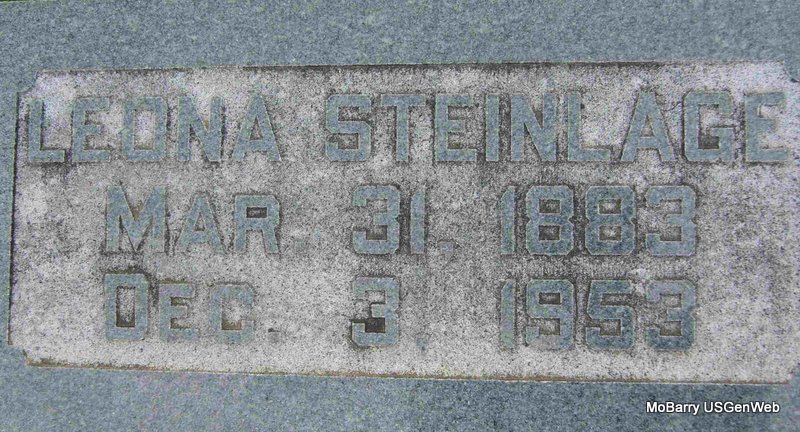 LEONA STEINLAGE
MAR. 31, 1883
DEC. 3, 1953
MoBarry USGenWeb